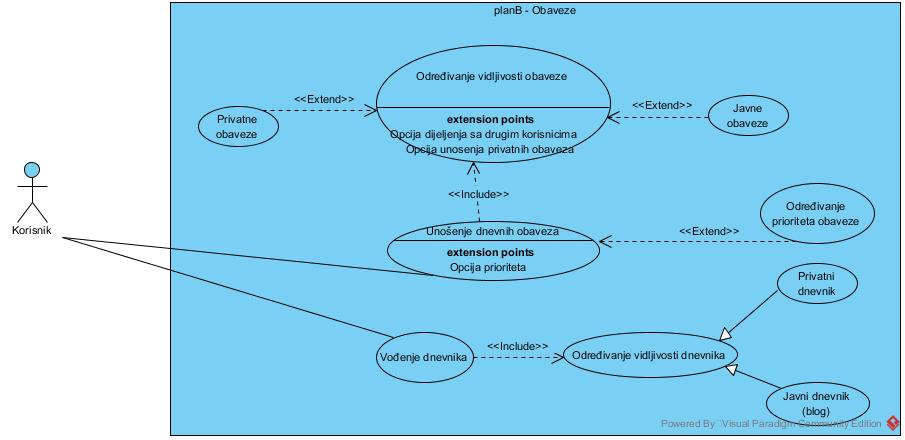 planB - Obaveze
Određivanje vidljivosti obaveze
<<Extend>>
<<Extend>>
Privatne
obaveze
extension points
Opcija dijeljenja sa drugim korisnicima
Opcija unosenja privatnih obaveza
Javne
obaveze
<<Include>>
Korisnik
Unošenje dnevnih obaveza
extension points
Opcija prioriteta
<<Extend>>
Određivanje
prioriteta obaveze
Privatni
dnevnik
Vođenje dnevnika
<<Include>>
Određivanje vidljivosti dnevnika
Javni dnevnik
(blog)
Powered By Visual Paradigm Community Edition